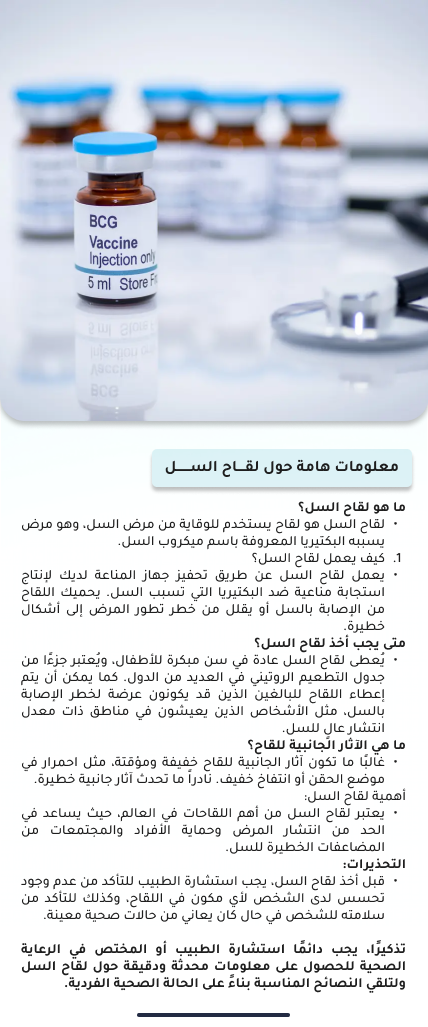 BCG
Vaccine
Injection only
5 ml Store
معلومات هامة حول لقـــاح الســـــل
ما هو لقاح السل؟
• لقاح السل هو لقاح يستخدم للوقاية من مرض السل، وهو مرض
يسببه البكتيريا المعروفة باسم ميكروب السل.
1. كيف يعمل لقاح السل؟
• يعمل لقاح السل عن طريق تحفيز جهاز المناعة لديك لإنتاج
استجابة مناعية ضد البكتيريا التي تسبب السل. يحميك اللقاح
من الإصابة بالسل أو يقلل من خطر تطور المرض إلى أشكال
خطيرة.
متى يجب أخذ لقاح السل؟
• يُعطى لقاح السل عادة في سن مبكرة للأطفال، ويُعتبر جزءًا من
جدول التطعيم الروتيني في العديد من الدول. كما يمكن أن يتم
إعطاء اللقاح للبالغين الذين قد يكونون عرضة لخطر الإصابة
بالسل، مثل الأشخاص الذين يعيشون في مناطق ذات معدل
انتشار عالٍ للسل.
ما هي الآثار الجانبية للقاح؟
• غالبًا ما تكون آثار الجانبية للقاح خفيفة ومؤقتة، مثل احمرار في
موضع الحقن أو انتفاخ خفيف. نادراً ما تحدث آثار جانبية خطيرة.
أهمية لقاح السل:
• يعتبر لقاح السل من أهم اللقاحات في العالم، حيث يساعد في
الحد من انتشار المرض وحماية الأفراد والمجتمعات من
المضاعفات الخطيرة للسل.
التحذيرات:
• قبل أخذ لقاح السل، يجب استشارة الطبيب للتأكد من عدم وجود
تحسس لدى الشخص لأي مكون في اللقاح، وكذلك للتأكد من
سلامته للشخص في حال كان يعاني من حالات صحية معينة.
تذكيرًا، يجب دائمًا استشارة الطبيب أو المختص في الرعاية
الصحية للحصول على معلومات محدثة ودقيقة حول لقاح السل
ولتلقي النصائح المناسبة بناءً على الحالة الصحية الفردية.